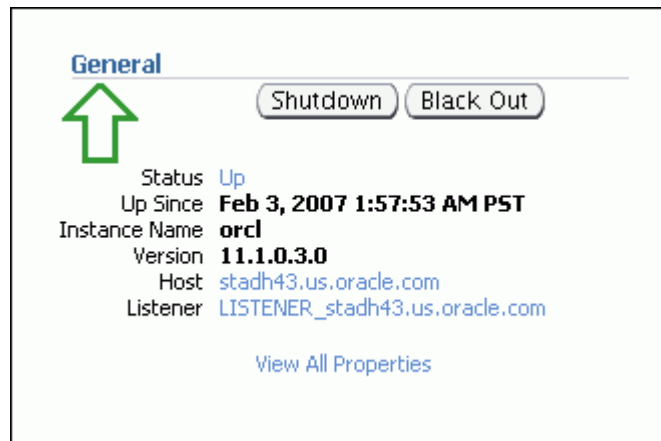 General
Shutdown Black Out
Status Up
Up Since Feb 3, 2007 1:57:53 AM PST
Instance Name orcl
Version 11.1.0.3.0
Host stadh43.us.oracle.com
Listener LISTENER_stadh43.us.oracle.com
View All Properties